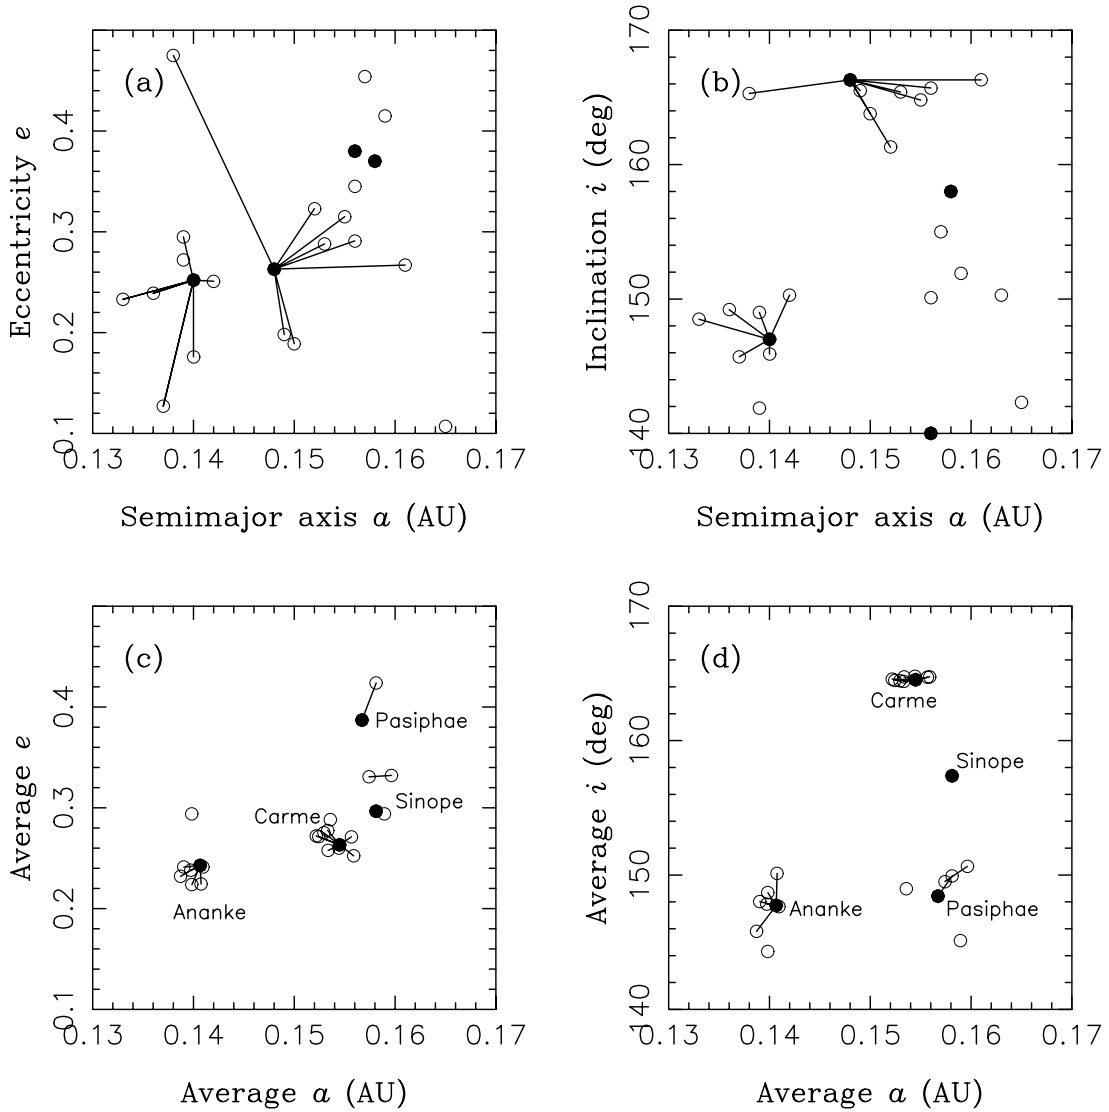 (a)
Eccentricity e
0.1 0.2 0.3 0.4
0.13 0.14 0.15 0.16 0.17
Semimajor axis a (AU)
(b)
Inclination i (deg)
140 150 160 170
0.13 0.14 0.15 0.16 0.17
Semimajor axis a (AU)
(c)
Pasiphae
Sinope
Carme
Ananke
Average e
0.1 0.2 0.3 0.4
0.13 0.14 0.15 0.16 0.17
Average a (AU)
(d)
Carme
Sinope
Ananke
Pasiphae
Average i (deg)
140 150 160 170
0.13 0.14 0.15 0.16 0.17
Average a (AU)